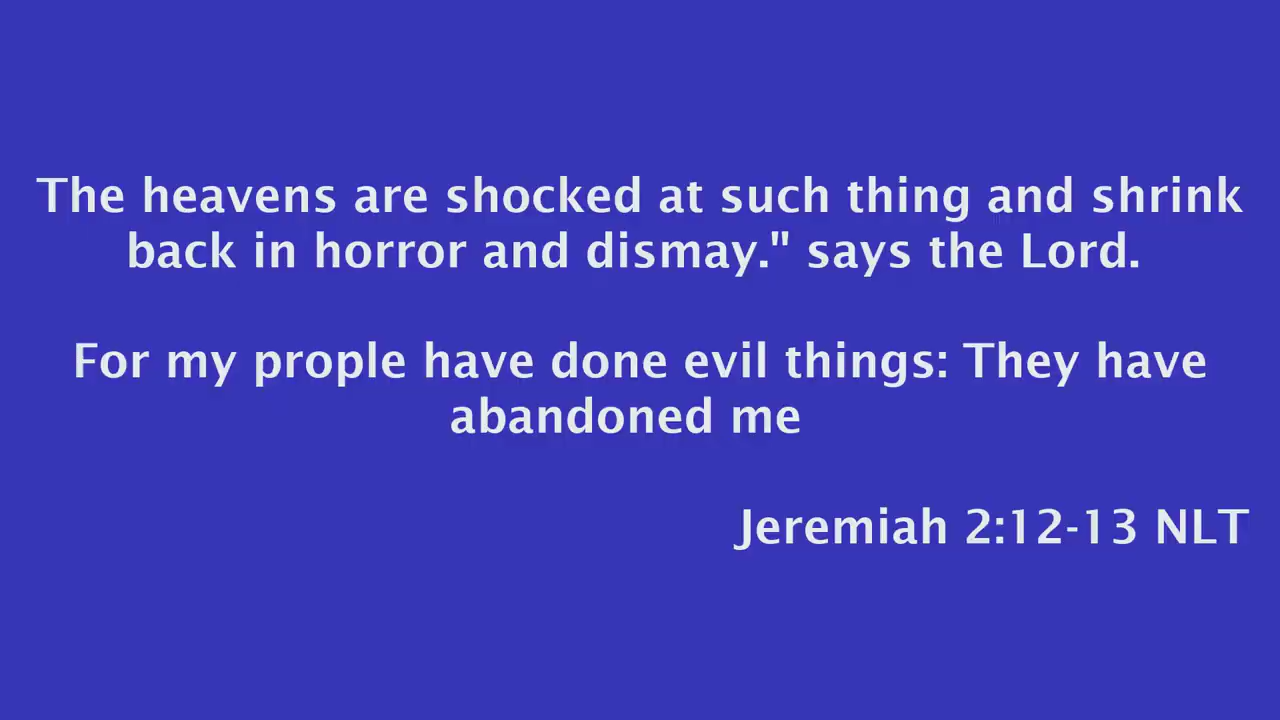 The heavens are shocked at such thing and shrink
back in horror and dismay." says the Lord.
For my prople have done evil things: They have
abandoned me
Jeremiah 2:12-13 NLT